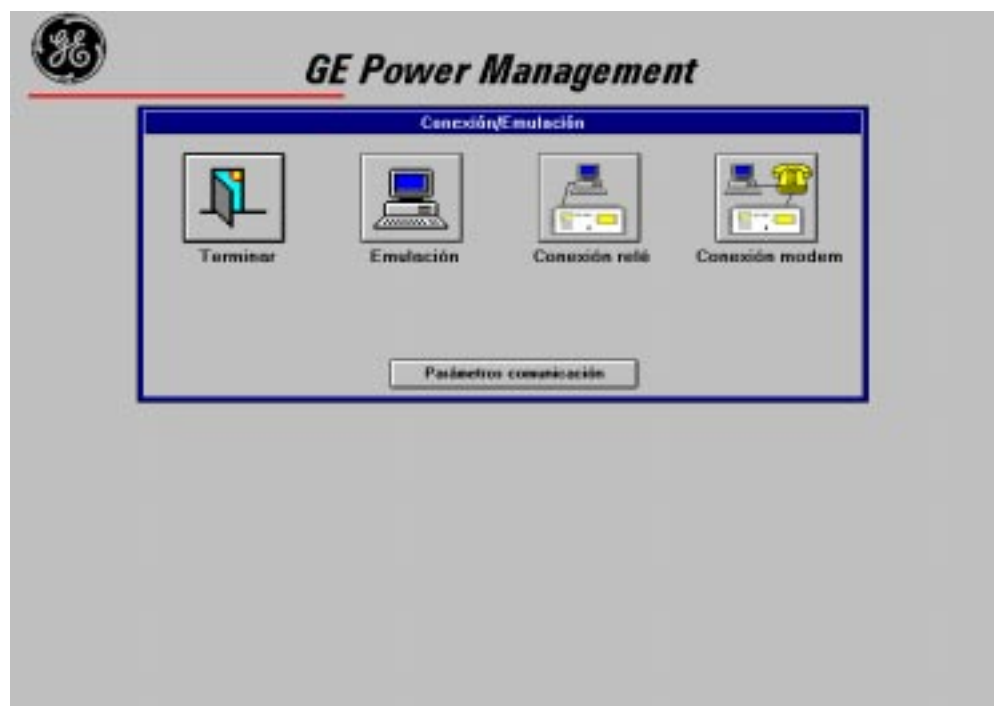 GE
GE Power Management
Conexión/Emulación
Terminar
Emulación
Conexión relé
Conexión modem
Parámetros comunicación